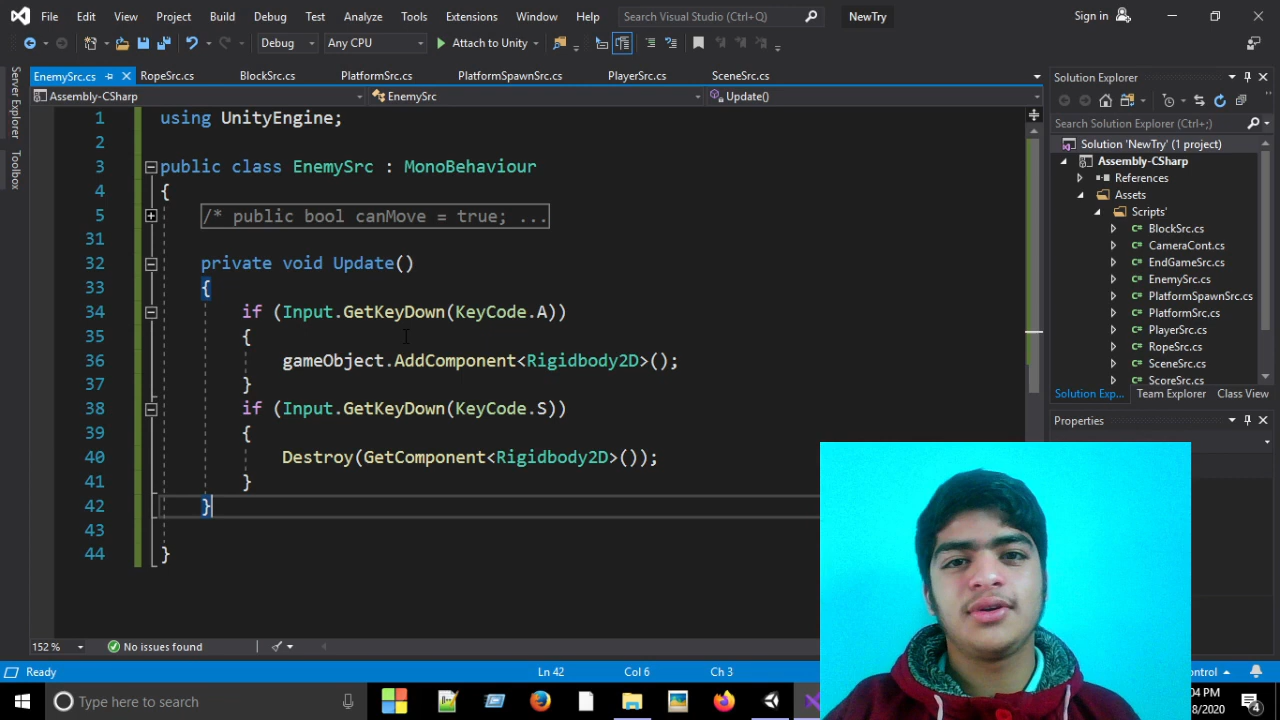 File Edit View Project Build Debug Test Analyze Tools Extensions Window Help Search Visual Studio (Ctrl+Q) NewTry Sign in
Debug Any CPU Attach to Unity
EnemySrc.cs RopeSrc.cs BlockSrc.cs PlatformSrc.cs PlatformSpawnSrc.cs PlayerSrc.cs SceneSrc.cs
Assembly-CSharp EnemySrc Update()
Server Explorer
Toolbox
1 using UnityEngine;
2
3 public class EnemySrc : MonoBehaviour
4 {
5 /* public bool canMove = true; ...
31
32 private void Update()
33 {
34 if (Input.GetKeyDown(KeyCode.A))
35 {
36 gameObject.AddComponent<Rigidbody2D>();
37 }
38 if (Input.GetKeyDown(KeyCode.S))
39 {
40 Destroy(GetComponent<Rigidbody2D>());
41 }
42 }
43
44 }
152 % No issues found
Ready Ln 42 Col 6 Ch 3
Solution Explorer
Search Solution Explorer (Ctrl+;)
Solution 'NewTry' (1 project)
Assembly-CSharp
References
Assets
Scripts'
BlockSrc.cs
CameraCont.cs
EndGameSrc.cs
EnemySrc.cs
PlatformSpawnSrc.cs
PlatformSrc.cs
PlayerSrc.cs
RopeSrc.cs
SceneSrc.cs
ScoreSrc.cs
Solution Exp... Team Explorer Class View
Properties
Type here to search